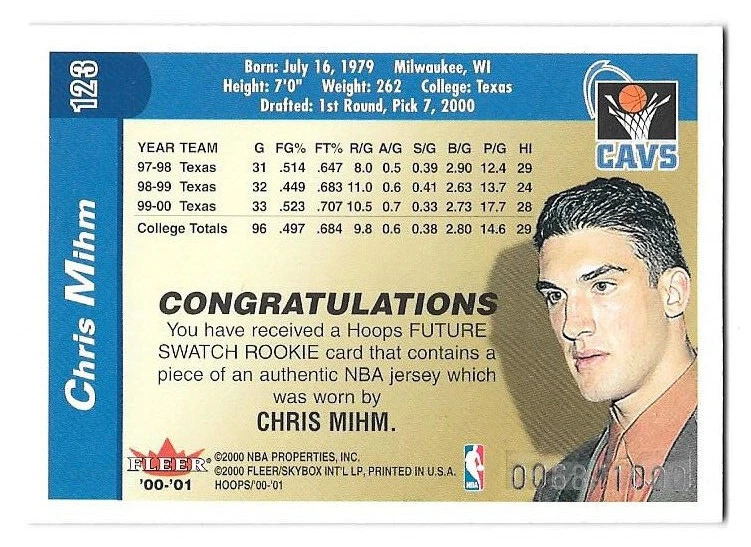 123
Chris Mihm
Born: July 16, 1979 Milwaukee, WI
Height: 7'0" Weight: 262 College: Texas
Drafted: 1st Round, Pick 7, 2000
CAVS
YEAR TEAM G FG% FT% R/G A/G S/G B/G P/G HI
97-98 Texas 31 .514 .647 8.0 0.5 0.39 2.90 12.4 29
98-99 Texas 32 .449 .683 11.0 0.6 0.41 2.63 13.7 24
99-00 Texas 33 .523 .707 10.5 0.7 0.33 2.73 17.7 28
College Totals 96 .497 .684 9.8 0.6 0.38 2.80 14.6 29
CONGRATULATIONS
You have received a Hoops FUTURE
SWATCH ROOKIE card that contains a
piece of an authentic NBA jersey which
was worn by
CHRIS MIHM.
FLEER
'00-'01
©2000 NBA PROPERTIES, INC.
©2000 FLEER/SKYBOX INT'L LP, PRINTED IN U.S.A.
HOOPS/'00-'01
NBA
0068/1000